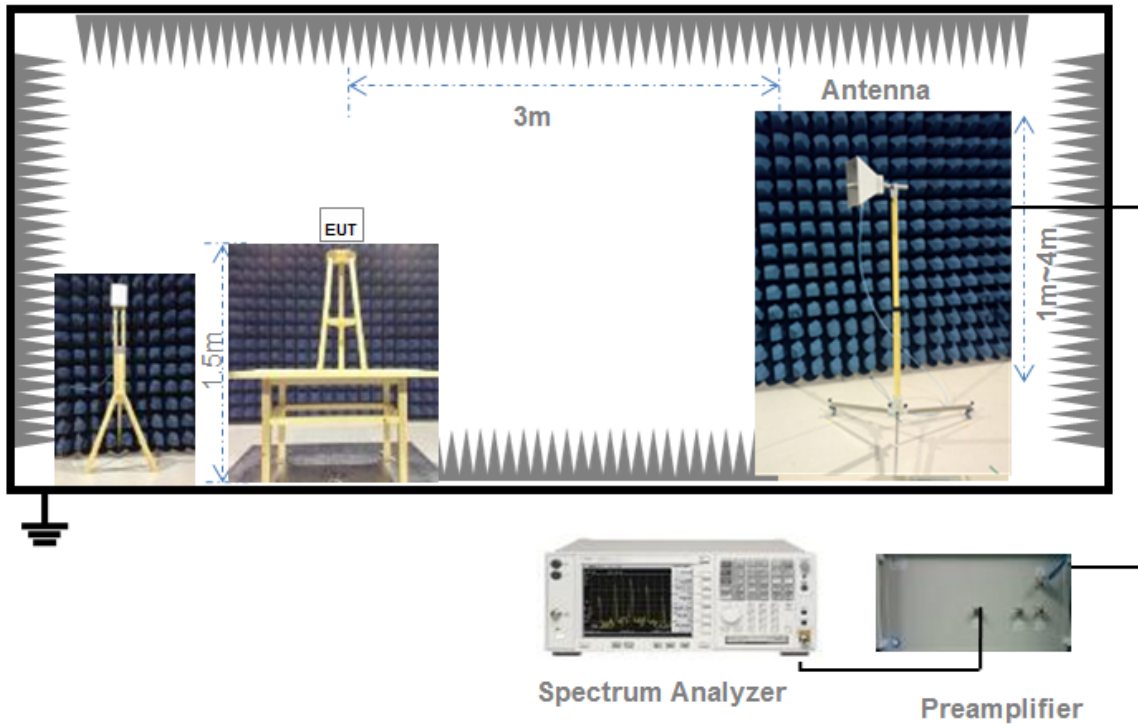 Antenna
3m
EUT
1.5m
1m~4m
Spectrum Analyzer
Preamplifier